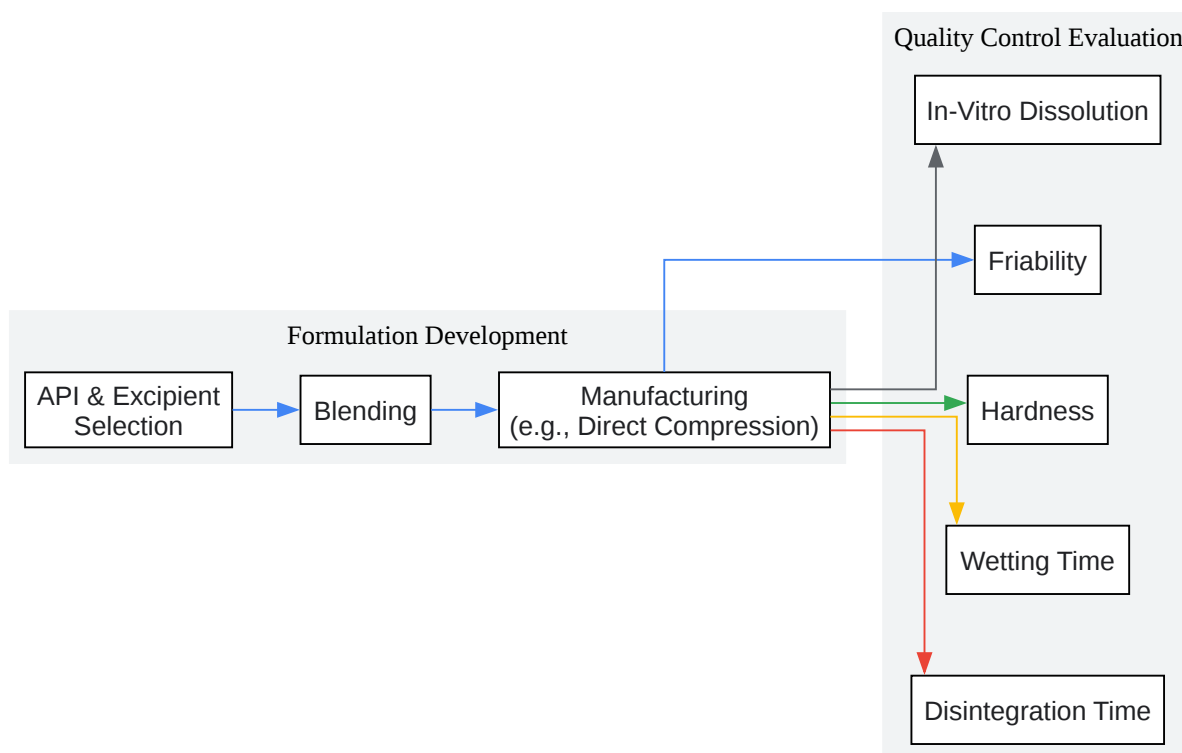 Quality Control Evaluation
In-Vitro Dissolution
Friability
Formulation Development
API & Excipient
Selection
Blending
Manufacturing
(e.g., Direct Compression)
Hardness
Wetting Time
Disintegration Time